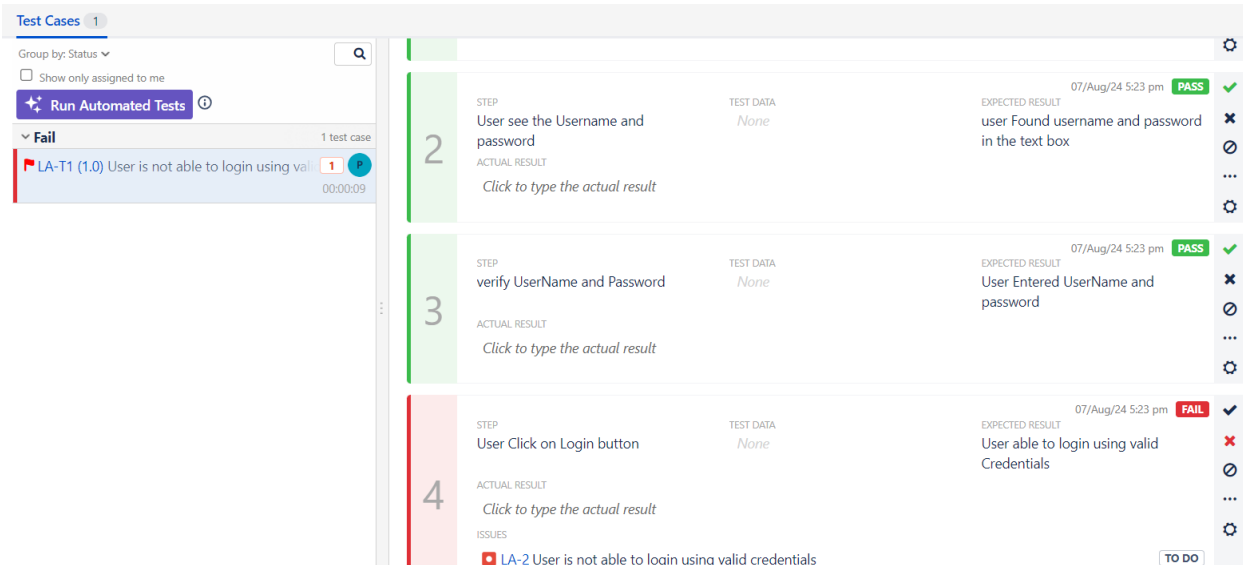 Test Cases 1
Group by: Status
Show only assigned to me
Run Automated Tests
Fail 1 test case
LA-T1 (1.0) User is not able to login using vali 1 P
00:00:09
07/Aug/24 5:23 pm PASS
2
STEP
User see the Username and
password
TEST DATA
None
EXPECTED RESULT
user Found username and password
in the text box
ACTUAL RESULT
Click to type the actual result
07/Aug/24 5:23 pm PASS
3
STEP
verify UserName and Password
TEST DATA
None
EXPECTED RESULT
User Entered UserName and
password
ACTUAL RESULT
Click to type the actual result
07/Aug/24 5:23 pm FAIL
4
STEP
User Click on Login button
TEST DATA
None
EXPECTED RESULT
User able to login using valid
Credentials
ACTUAL RESULT
Click to type the actual result
ISSUES
LA-2 User is not able to login using valid credentials TO DO